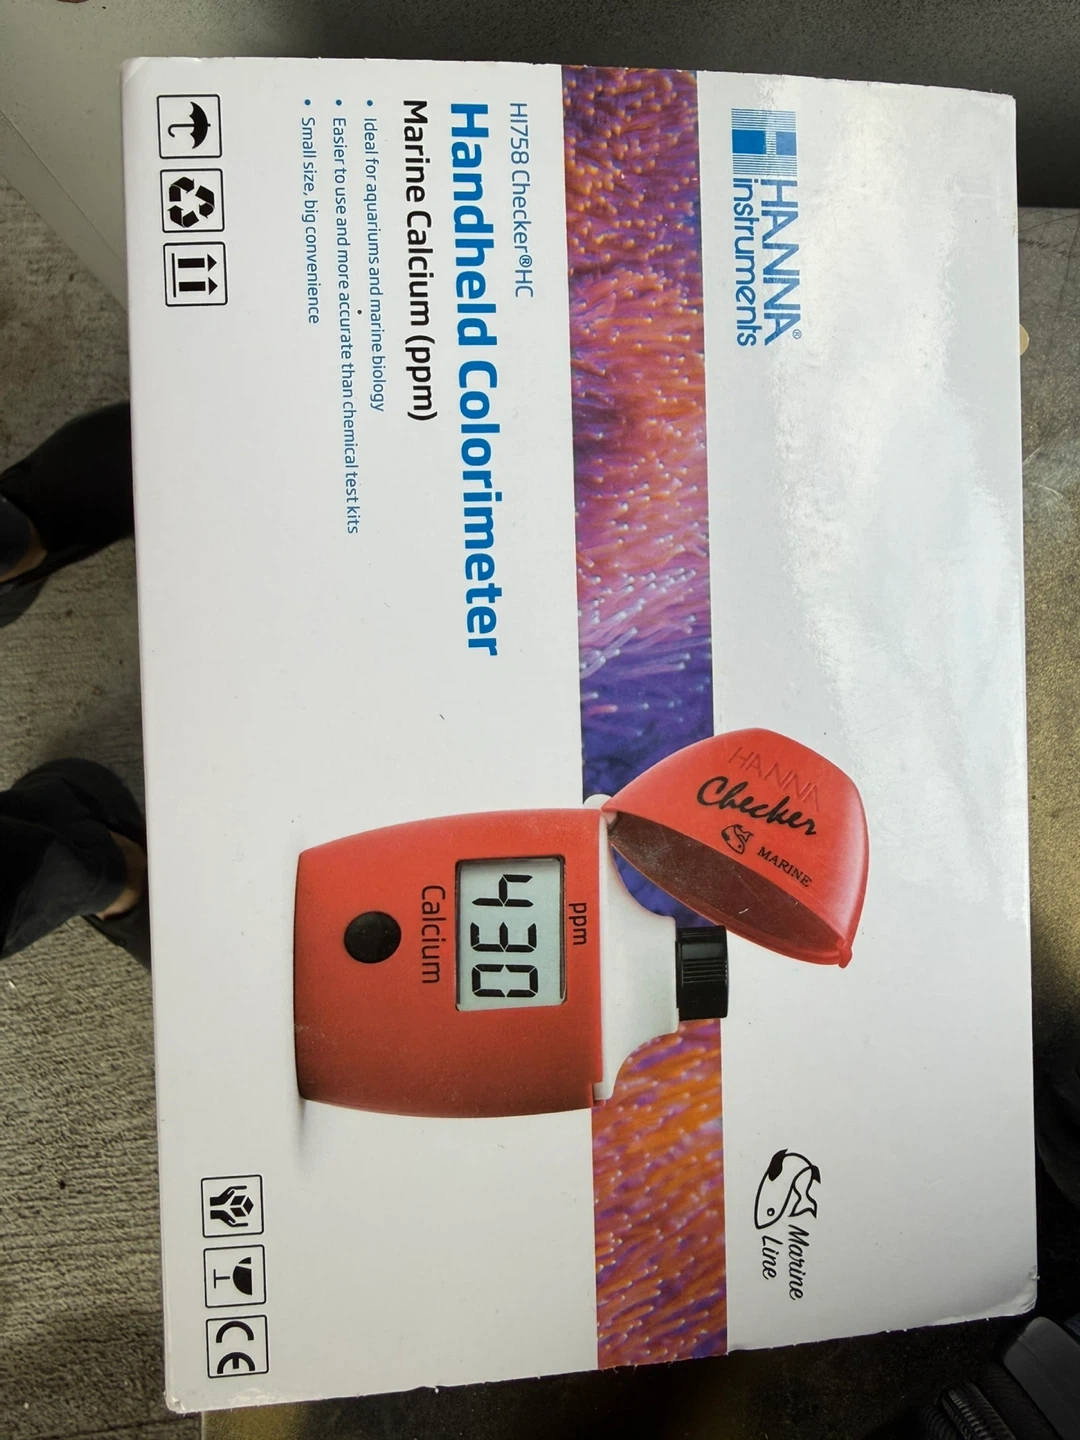 HANNA®
instruments
HI758 Checker®HC
Handheld Colorimeter
Marine Calcium (ppm)
• Ideal for aquariums and marine biology
• Easier to use and more accurate than chemical test kits
• Small size, big convenience
HANNA
Checker
MARINE
ppm
430
Calcium
Marine
Line
CE